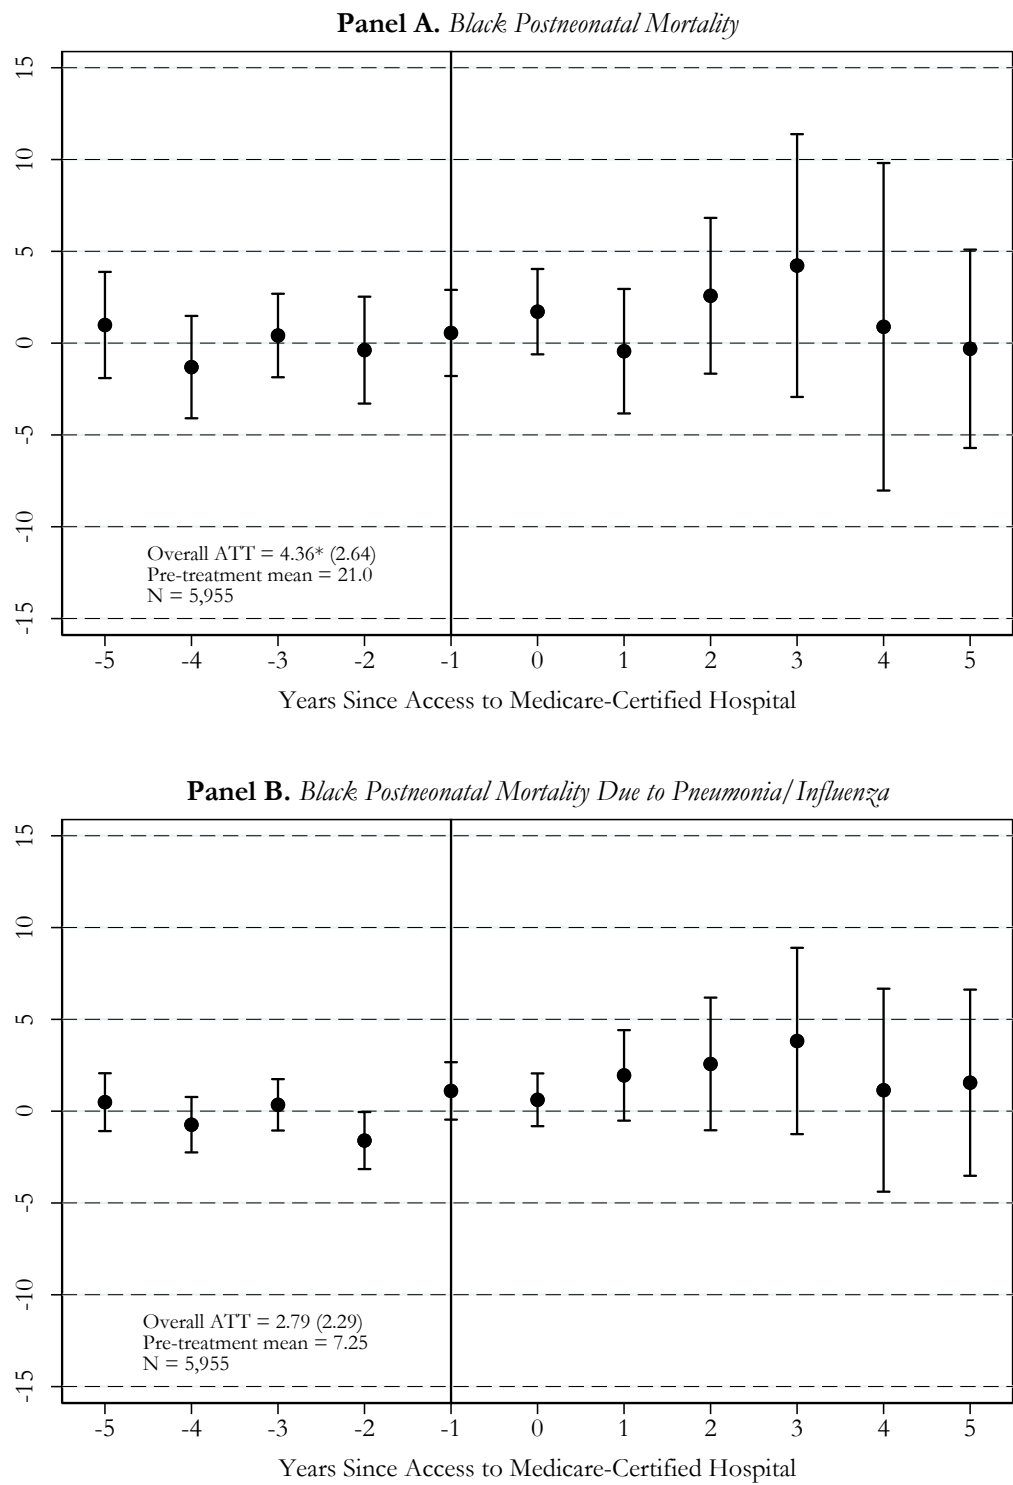 Panel A. Black Postneonatal Mortality
15
10
5
0
-5
-10
-15
Overall ATT = 4.36* (2.64)
Pre-treatment mean = 21.0
N = 5,955
-5 -4 -3 -2 -1 0 1 2 3 4 5
Years Since Access to Medicare-Certified Hospital
Panel B. Black Postneonatal Mortality Due to Pneumonia/Influenza
15
10
5
0
-5
-10
-15
Overall ATT = 2.79 (2.29)
Pre-treatment mean = 7.25
N = 5,955
-5 -4 -3 -2 -1 0 1 2 3 4 5
Years Since Access to Medicare-Certified Hospital